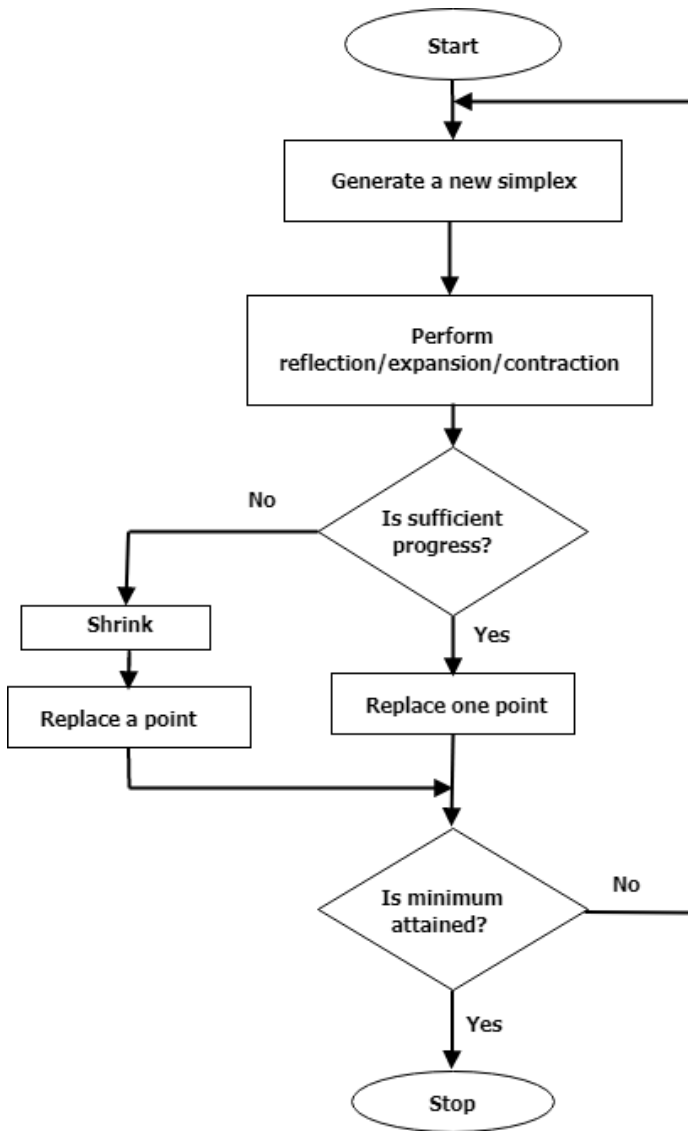 Start
Generate a new simplex
Perform
reflection/expansion/contraction
No
Is sufficient
progress?
Shrink
Yes
Replace a point
Replace one point
Is minimum
attained?
No
Yes
Stop